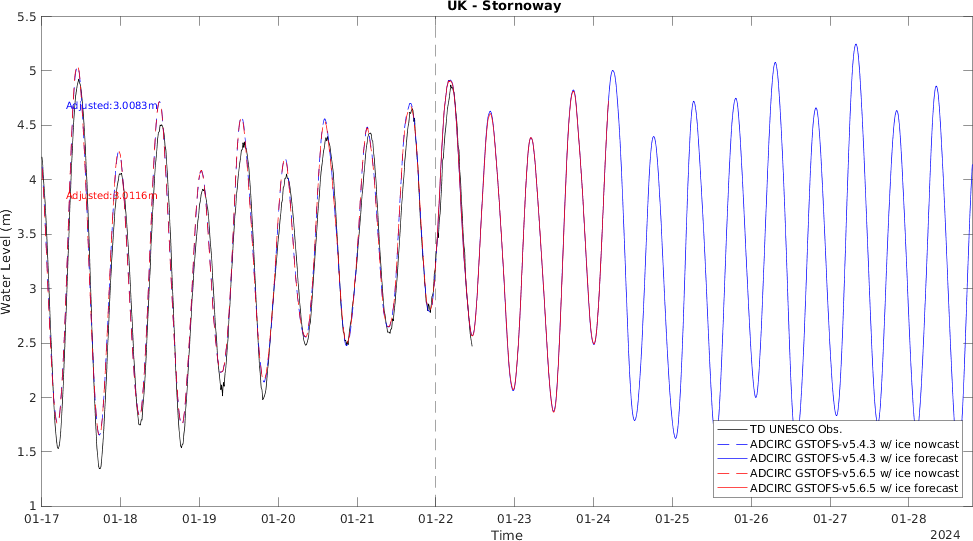 UK - Stornoway
5.5
5
4.5
4
3.5
3
2.5
2
1.5
1
Water Level (m)
Adjusted:3.0083m
Adjusted:3.0116m
TD UNESCO Obs.
ADCIRC GSTOFS-v5.4.3 w/ ice nowcast
ADCIRC GSTOFS-v5.4.3 w/ ice forecast
ADCIRC GSTOFS-v5.6.5 w/ ice nowcast
ADCIRC GSTOFS-v5.6.5 w/ ice forecast
01-17 01-18 01-19 01-20 01-21 01-22 01-23 01-24 01-25 01-26 01-27 01-28
Time
2024